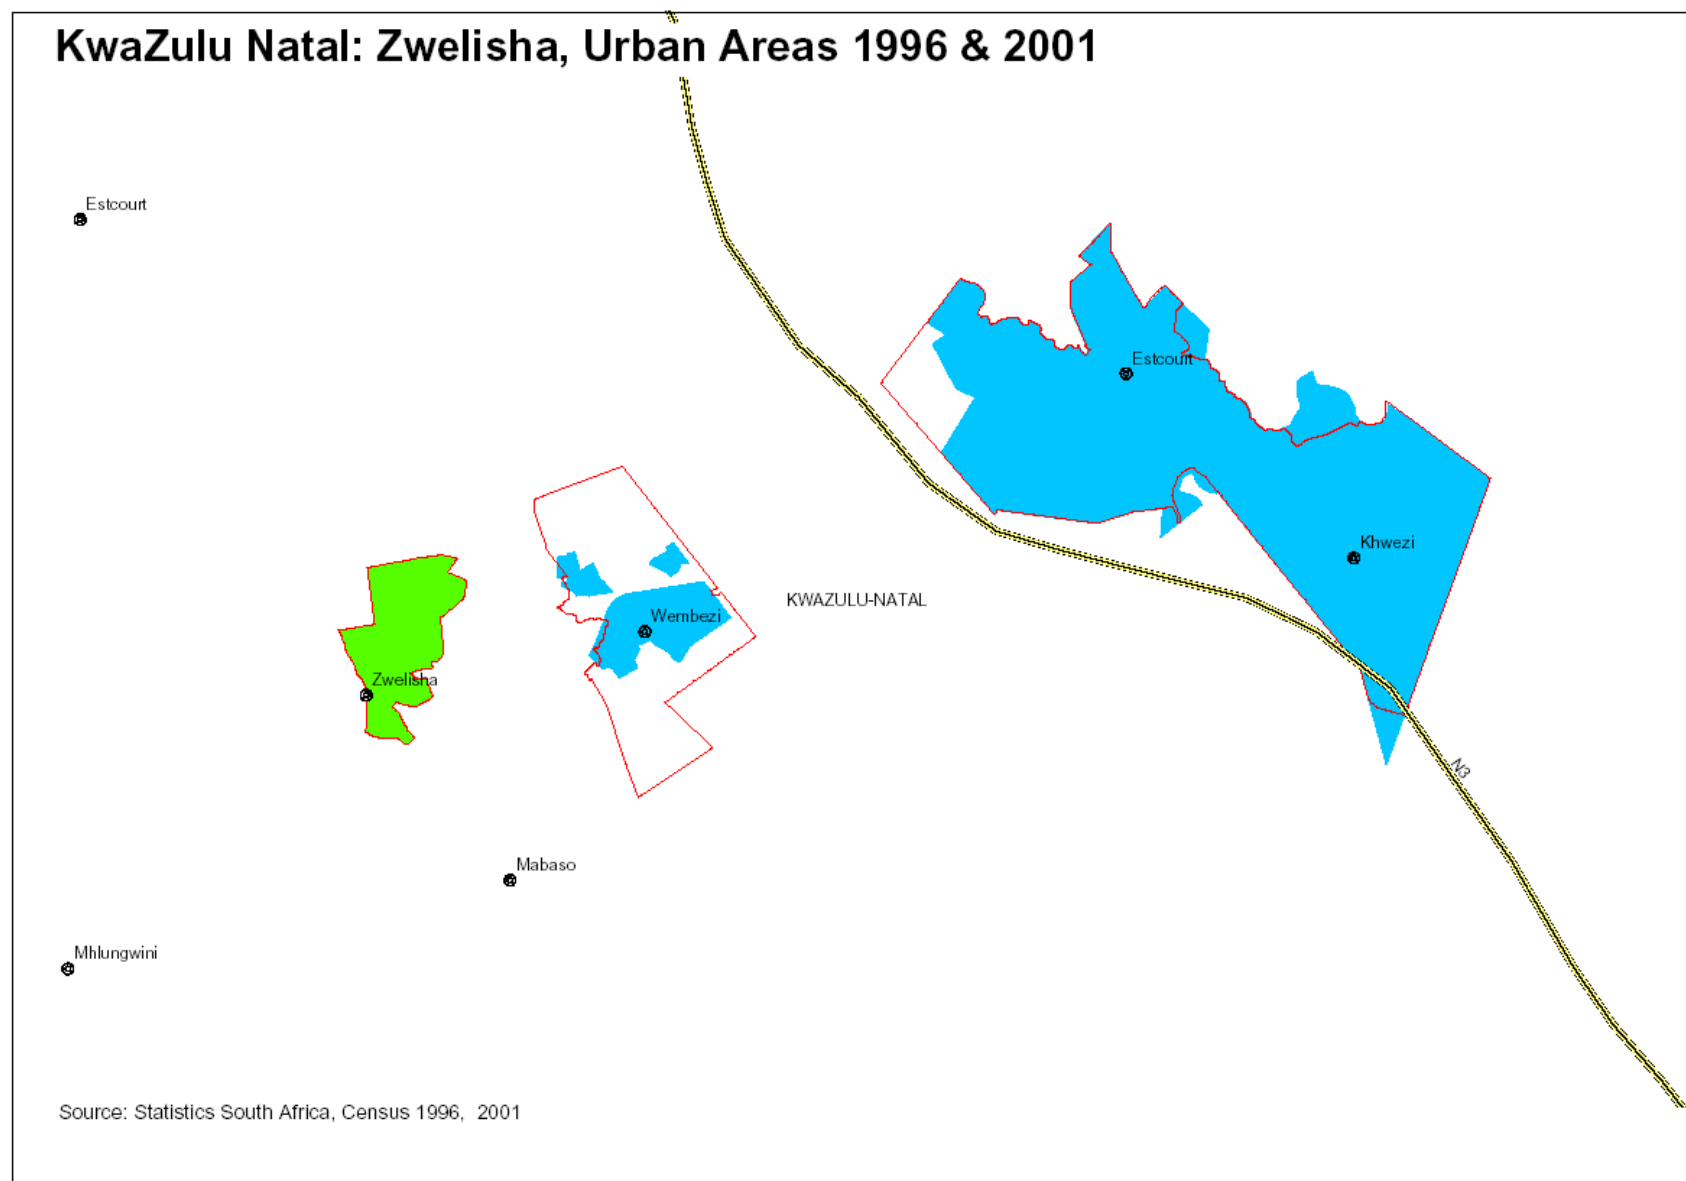 KwaZulu Natal: Zwelisha, Urban Areas 1996 & 2001
Estcourt
Estcourt
Khwezi
KWAZULU-NATAL
Wembezi
Zwelisha
N3
Mabaso
Mhlungwini
Source: Statistics South Africa, Census 1996, 2001